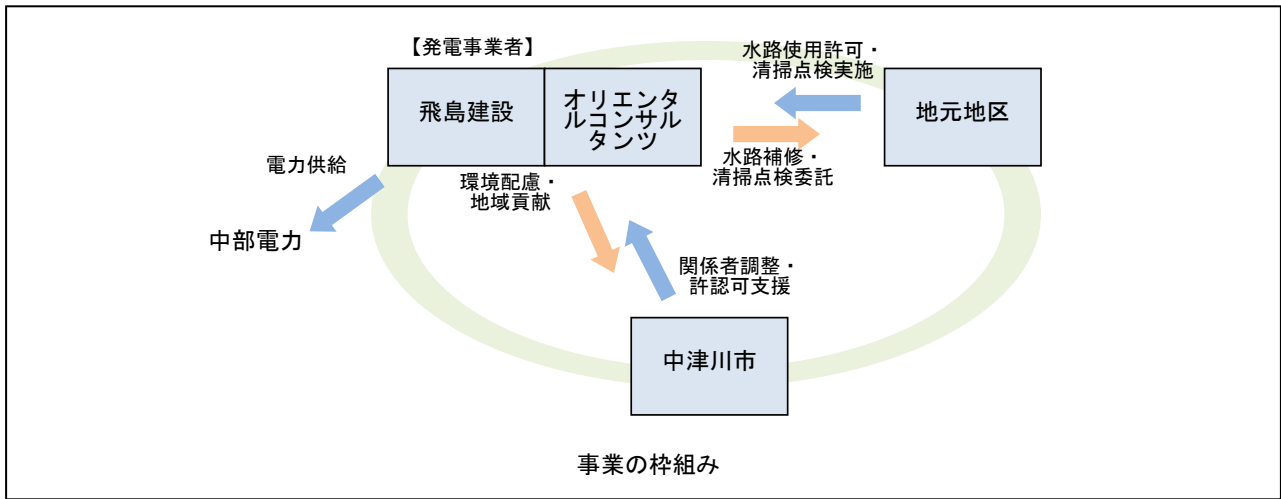 【発電事業者】
飛島建設
オリエンタ
ルコンサル
タンツ
水路使用許可・
清掃点検実施
地元地区
水路補修・
清掃点検委託
電力供給
中部電力
環境配慮・
地域貢献
関係者調整・
許認可支援
中津川市
事業の枠組み